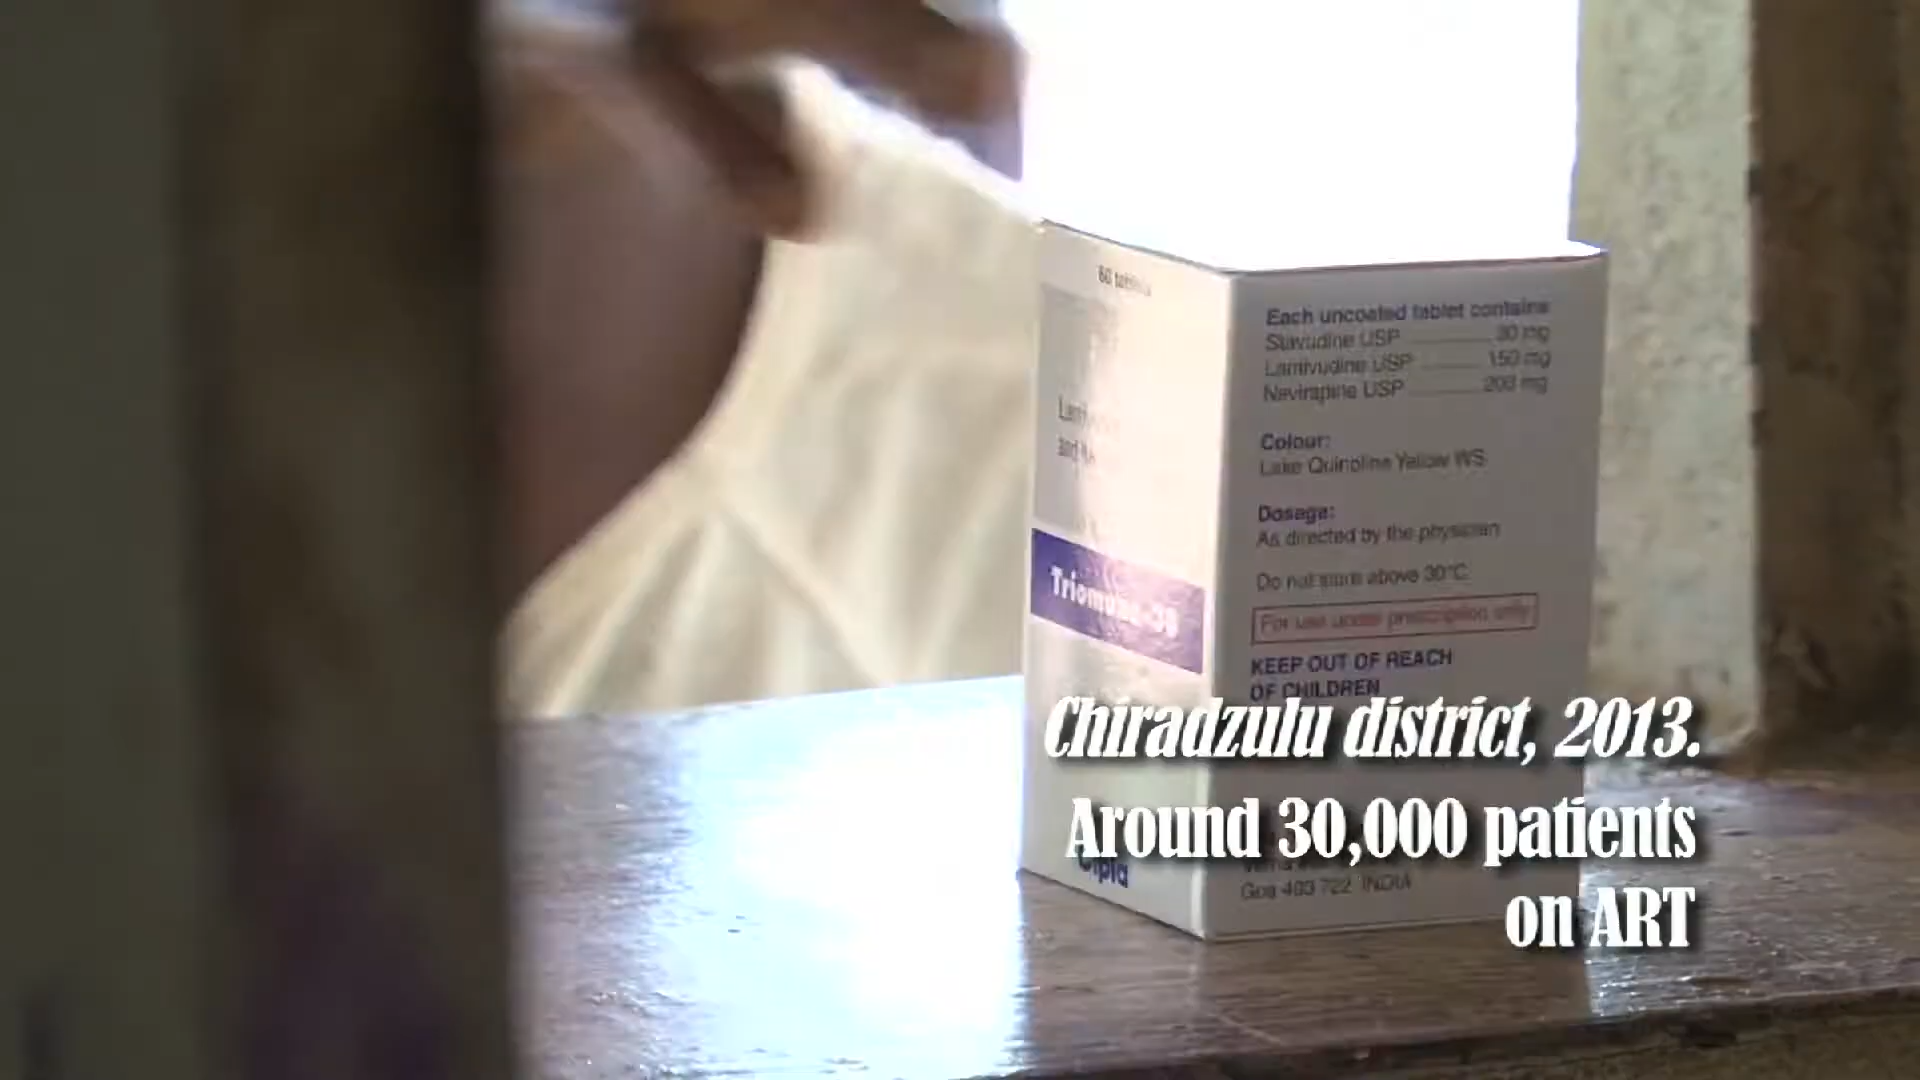 60 tablets
Triomune-30
Cipla
Each uncoated tablet contains
Stavudine USP 30 mg
Lamivudine USP 150 mg
Nevirapine USP 200 mg
Colour:
Lake Quinoline Yellow WS
Dosage:
As directed by the physician
Do not store above 30°C
For use under prescription only
KEEP OUT OF REACH
OF CHILDREN
Goa 403 722 INDIA
Chiradzulu district, 2013.
Around 30,000 patients
on ART